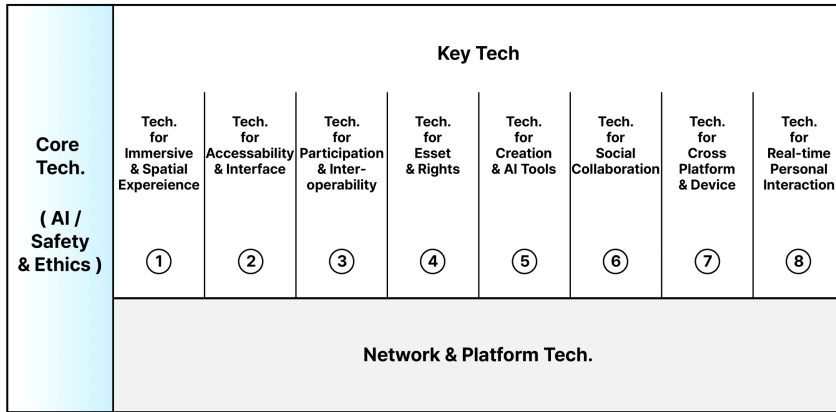 Key Tech
Core
Tech.
( AI /
Safety
& Ethics )
Tech.
for
Immersive
& Spatial
Expereience
1
Tech.
for
Accessability
& Interface
2
Tech.
for
Participation
& Inter-
operability
3
Tech.
for
Esset
& Rights
4
Tech.
for
Creation
& AI Tools
5
Tech.
for
Social
Collaboration
6
Tech.
for
Cross
Platform
& Device
7
Tech.
for
Real-time
Personal
Interaction
8
Network & Platform Tech.